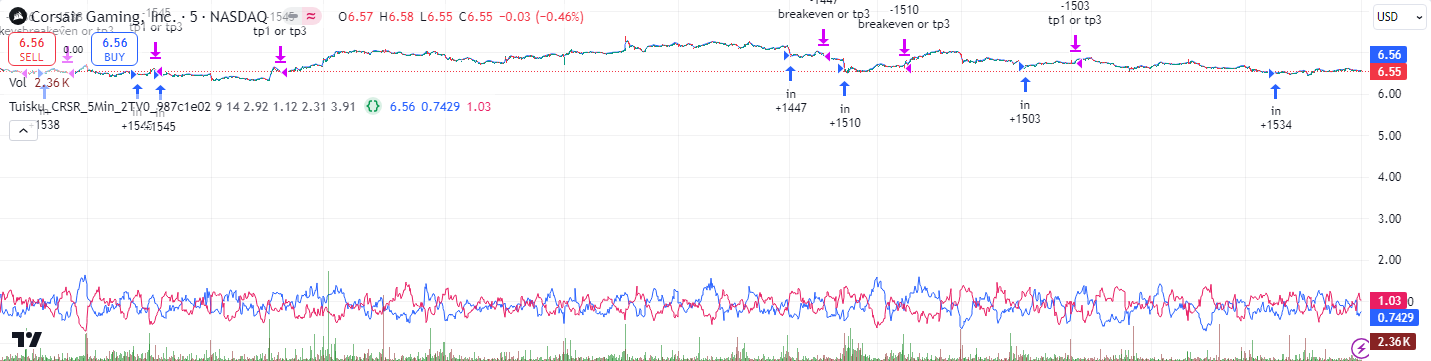 Corsair Gaming, Inc. · 5 · NASDAQ
O6.57 H6.58 L6.55 C6.55 −0.03 (−0.46%)
USD
-1545
tp1 or tp3
tp1 or tp3
-1447
breakeven or tp3
-1510
breakeven or tp3
-1503
tp1 or tp3
6.56
SELL
0.00
6.56
BUY
Vol 2.36 K
Tuisku_CRSR_5Min_2TV0_987c1e02 9 14 2.92 1.12 2.31 3.91 {} 6.56 0.7429 1.03
in
+1538
in
+1545
in
+1447
in
+1510
in
+1503
in
+1534
6.56
6.55
6.00
5.00
4.00
3.00
2.00
1.03
0.7429
2.36 K